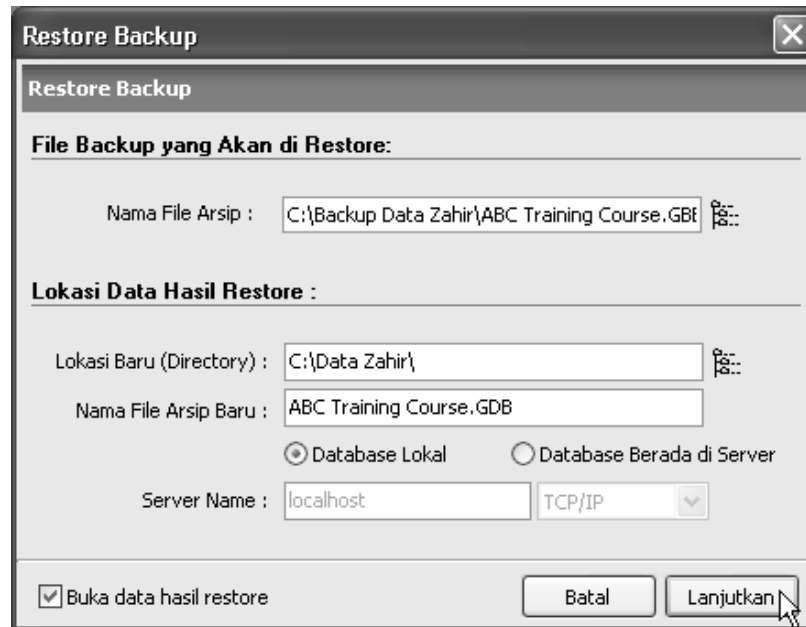 Restore Backup
Restore Backup
File Backup yang Akan di Restore:
Nama File Arsip : C:\Backup Data Zahir\ABC Training Course.GB
Lokasi Data Hasil Restore :
Lokasi Baru (Directory) : C:\Data Zahir\
Nama File Arsip Baru : ABC Training Course.GDB
Database Lokal Database Berada di Server
Server Name : localhost TCP/IP
Buka data hasil restore Batal Lanjutkan